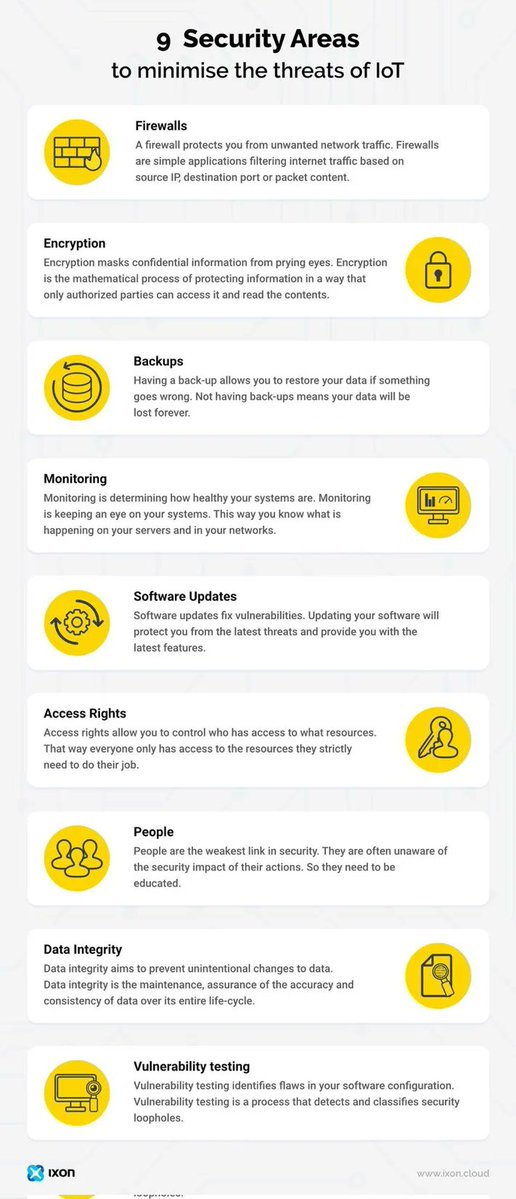 9 Security Areas
to minimise the threats of IoT
Firewalls
A firewall protects you from unwanted network traffic. Firewalls
are simple applications filtering internet traffic based on
source IP, destination port or packet content.
Encryption
Encryption masks confidential information from prying eyes. Encryption
is the mathematical process of protecting information in a way that
only authorized parties can access it and read the contents.
Backups
Having a back-up allows you to restore your data if something
goes wrong. Not having back-ups means your data will be
lost forever.
Monitoring
Monitoring is determining how healthy your systems are. Monitoring
is keeping an eye on your systems. This way you know what is
happening on your servers and in your networks.
Software Updates
Software updates fix vulnerabilities. Updating your software will
protect you from the latest threats and provide you with the
latest features.
Access Rights
Access rights allow you to control who has access to what resources.
That way everyone only has access to the resources they strictly
need to do their job.
People
People are the weakest link in security. They are often unaware of
the security impact of their actions. So they need to be
educated.
Data Integrity
Data integrity aims to prevent unintentional changes to data.
Data integrity is the maintenance, assurance of the accuracy and
consistency of data over its entire life-cycle.
Vulnerability testing
Vulnerability testing identifies flaws in your software configuration.
Vulnerability testing is a process that detects and classifies security
loopholes.
IXON
www.ixon.cloud
loopholes.